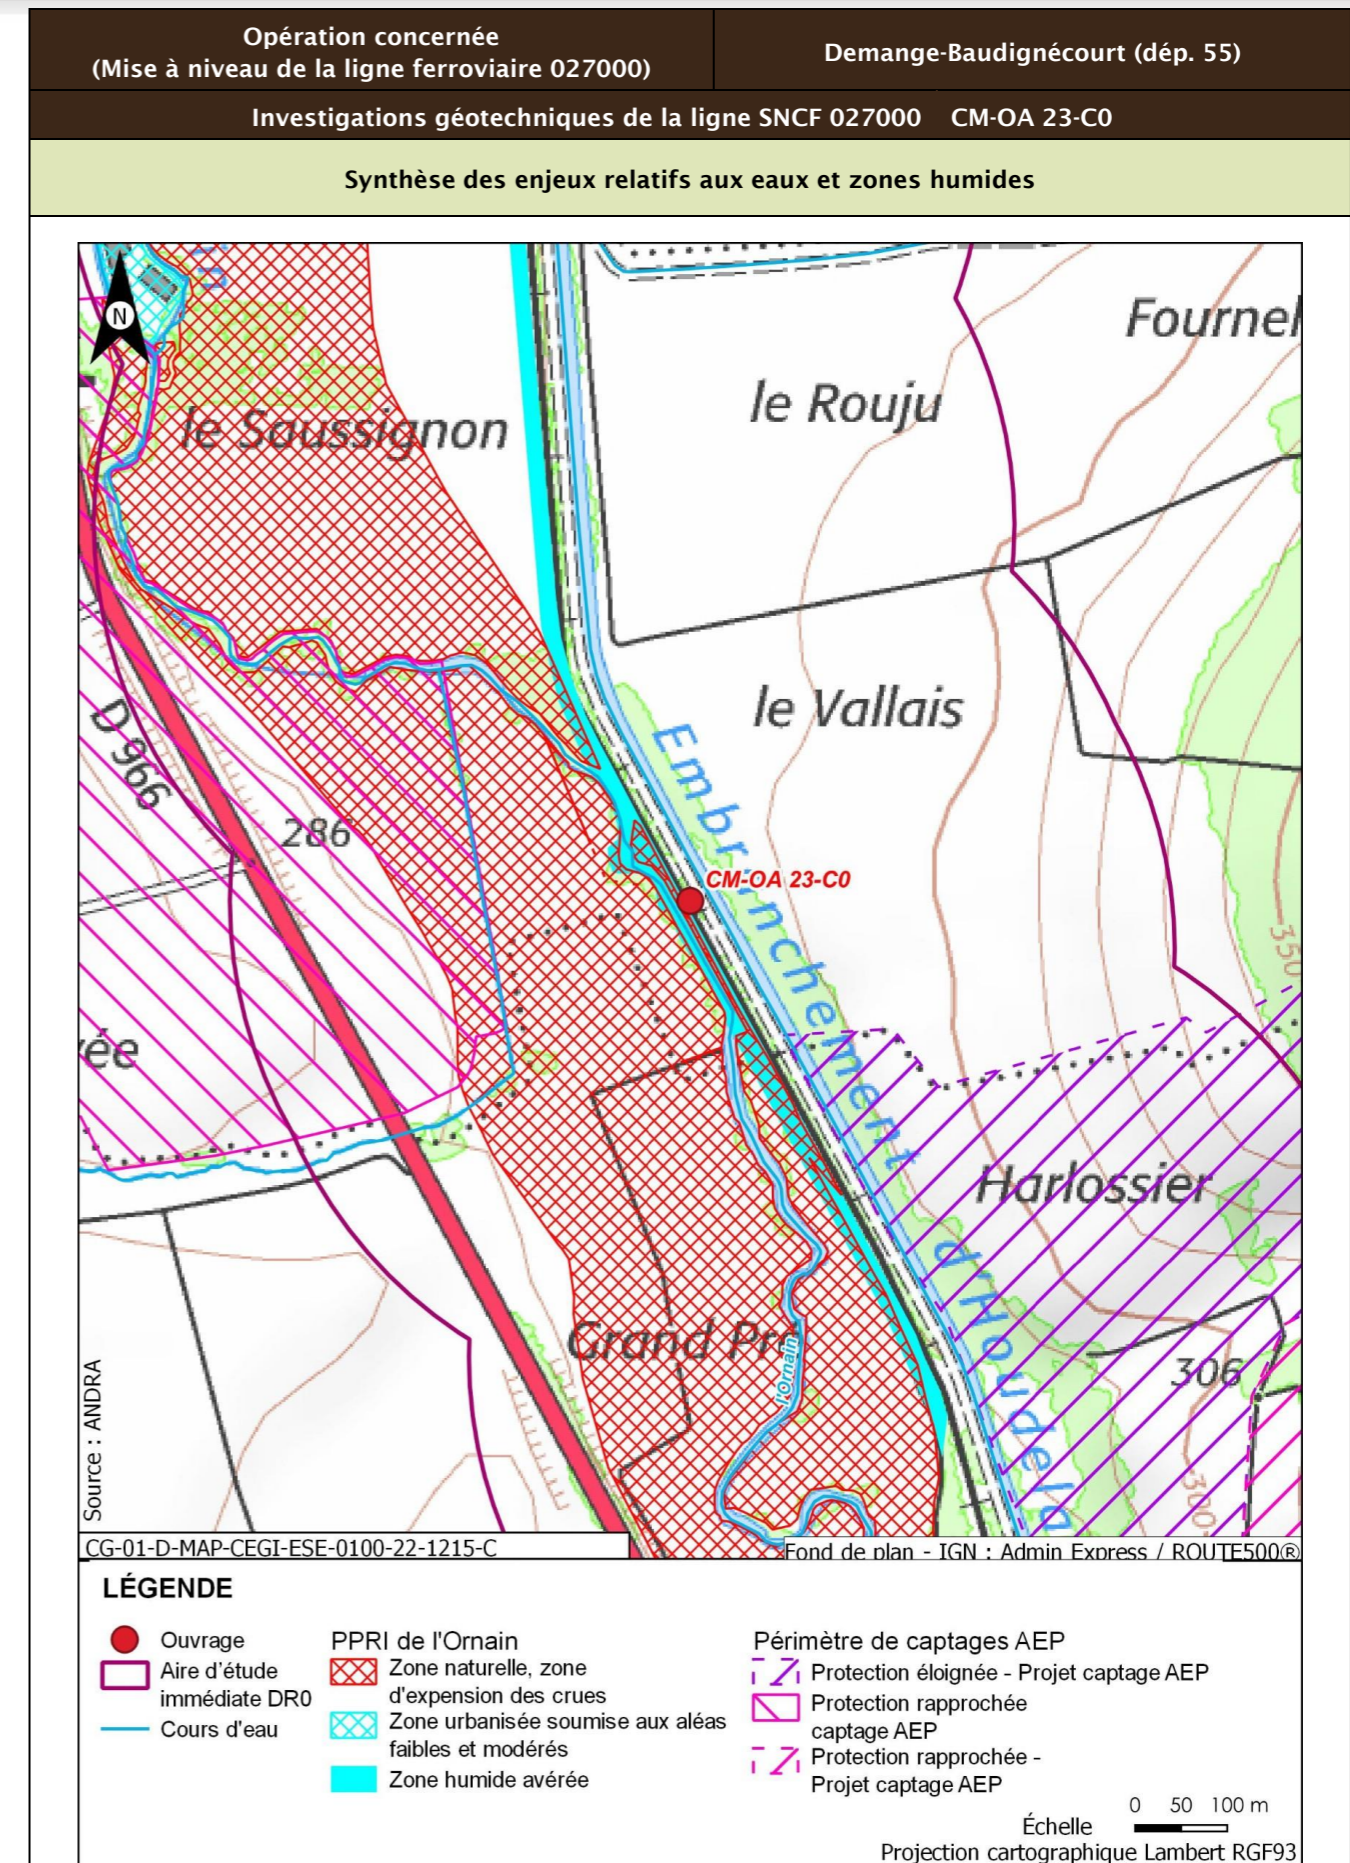 Opération concernée
(Mise à niveau de la ligne ferroviaire 027000)
Demange-Baudignécourt (dép. 55)
Investigations géotechniques de la ligne SNCF 027000 CM-OA 23-C0
Synthèse des enjeux relatifs aux eaux et zones humides
N
Fournel
le Rouju
le Saussignon
le Vallais
D 966
286
Embranchement d'Houdela
CM-OA 23-C0
350
vée
Harlossier
Grand Pré
l'Ornain
306
300
Source : ANDRA
CG-01-D-MAP-CEGI-ESE-0100-22-1215-C
Fond de plan - IGN : Admin Express / ROUTE500®
LÉGENDE
Ouvrage
Aire d'étude
immédiate DR0
Cours d'eau
PPRI de l'Ornain
Zone naturelle, zone
d'expension des crues
Zone urbanisée soumise aux aléas
faibles et modérés
Zone humide avérée
Périmètre de captages AEP
Protection éloignée - Projet captage AEP
Protection rapprochée
captage AEP
Protection rapprochée -
Projet captage AEP
Échelle
0 50 100 m
Projection cartographique Lambert RGF93